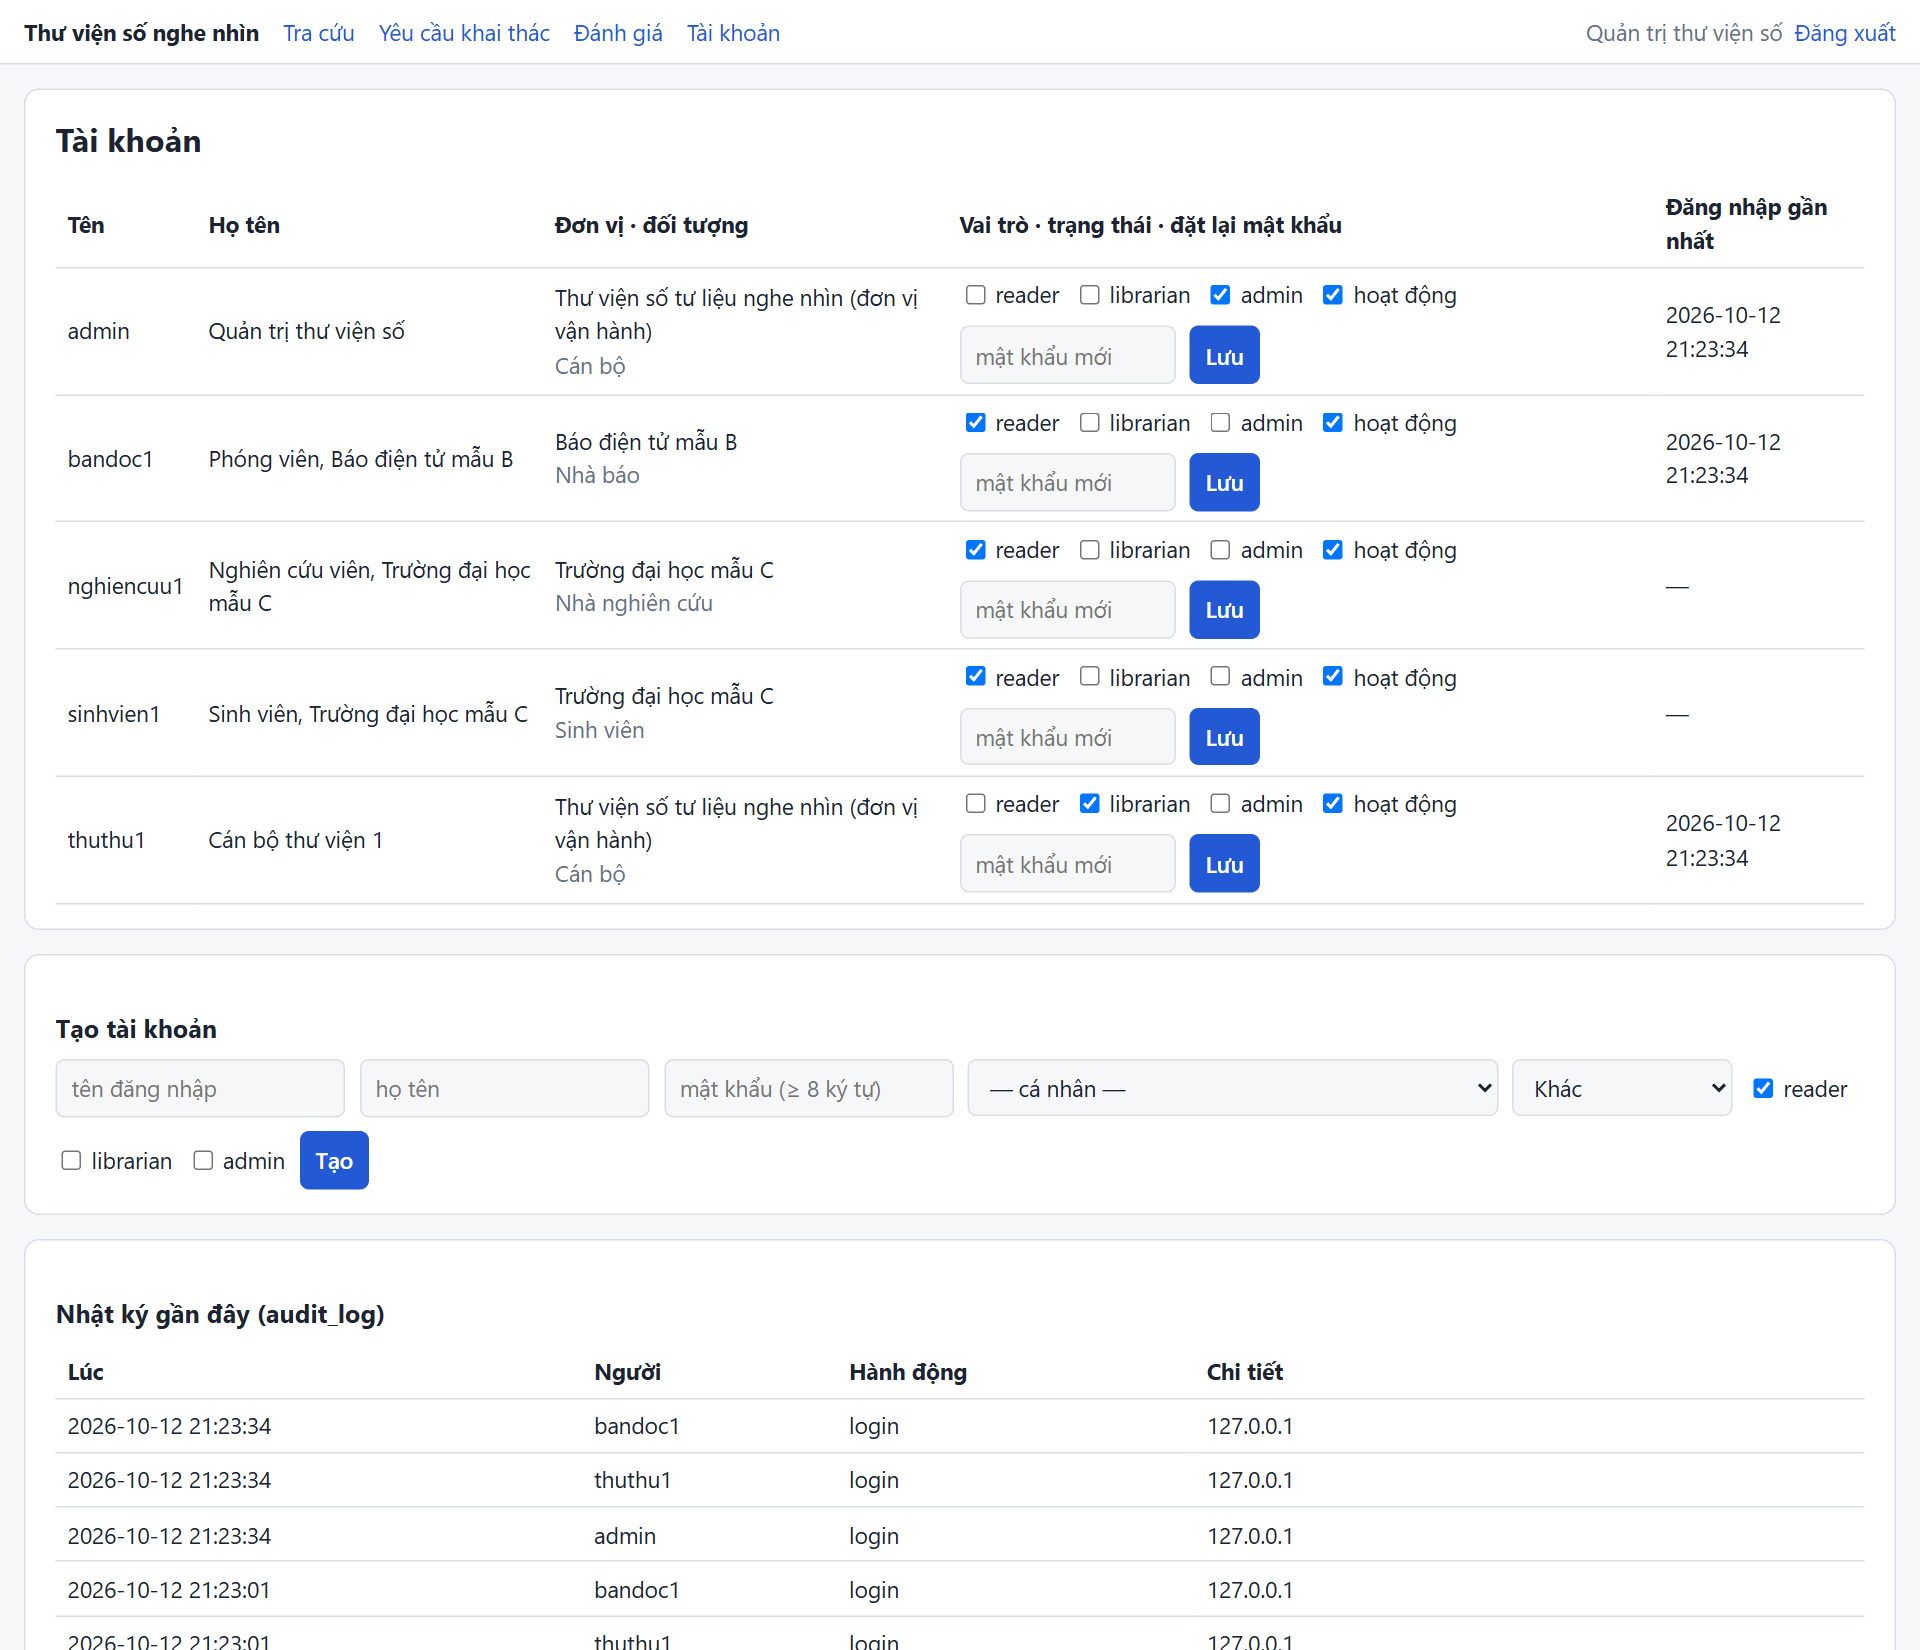 Thư viện số nghe nhìn Tra cứu Yêu cầu khai thác Đánh giá Tài khoản Quản trị thư viện số Đăng xuất
Tài khoản
Tên Họ tên Đơn vị · đối tượng Vai trò · trạng thái · đặt lại mật khẩu Đăng nhập gần nhất
admin Quản trị thư viện số
Thư viện số tư liệu nghe nhìn (đơn vị
vận hành)
Cán bộ
reader librarian admin hoạt động
mật khẩu mới Lưu
2026-10-12
21:23:34
bandoc1 Phóng viên, Báo điện tử mẫu B
Báo điện tử mẫu B
Nhà báo
reader librarian admin hoạt động
mật khẩu mới Lưu
2026-10-12
21:23:34
nghiencuu1
Nghiên cứu viên, Trường đại học
mẫu C
Trường đại học mẫu C
Nhà nghiên cứu
reader librarian admin hoạt động
mật khẩu mới Lưu
—
sinhvien1 Sinh viên, Trường đại học mẫu C
Trường đại học mẫu C
Sinh viên
reader librarian admin hoạt động
mật khẩu mới Lưu
—
thuthu1 Cán bộ thư viện 1
Thư viện số tư liệu nghe nhìn (đơn vị
vận hành)
Cán bộ
reader librarian admin hoạt động
mật khẩu mới Lưu
2026-10-12
21:23:34
Tạo tài khoản
tên đăng nhập họ tên mật khẩu (≥ 8 ký tự) — cá nhân — Khác reader
librarian admin Tạo
Nhật ký gần đây (audit_log)
Lúc Người Hành động Chi tiết
2026-10-12 21:23:34 bandoc1 login 127.0.0.1
2026-10-12 21:23:34 thuthu1 login 127.0.0.1
2026-10-12 21:23:34 admin login 127.0.0.1
2026-10-12 21:23:01 bandoc1 login 127.0.0.1
2026-10-12 21:23:01 thuthu1 login 127.0.0.1